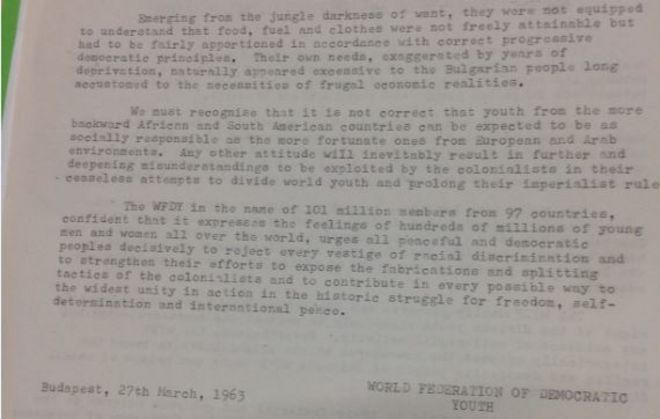 Emerging from the jungle darkness of want, they were not equipped
to understand that food, fuel and clothes were not freely attainable but
had to be fairly apportioned in accordance with correct progressive
democratic principles. Their own needs, exaggerated by years of
deprivation, naturally appeared excessive to the Bulgarian people long
accustomed to the necessities of frugal economic realities.
We must recognise that it is not correct that youth from the more
backward African and South American countries can be expected to be as
socially responsible as the more fortunate ones from European and Arab
environments. Any other attitude will inevitably result in further and
deepening misunderstandings to be exploited by the colonialists in their
ceaseless attempts to divide world youth and prolong their imperialist rule
The WFDY in the name of 101 million members from 97 countries,
confident that it expresses the feelings of hundreds of millions of young
men and women all over the world, urges all peaceful and democratic
peoples decisively to reject every vestige of racial discrimination and
to strengthen their efforts to expose the fabrications and splitting
tactics of the colonialists and to contribute in every possible way to
the widest unity in action in the historic struggle for freedom, self-
determination and international peace.
Budapest, 27th March, 1963
WORLD FEDERATION OF DEMOCRATIC
YOUTH